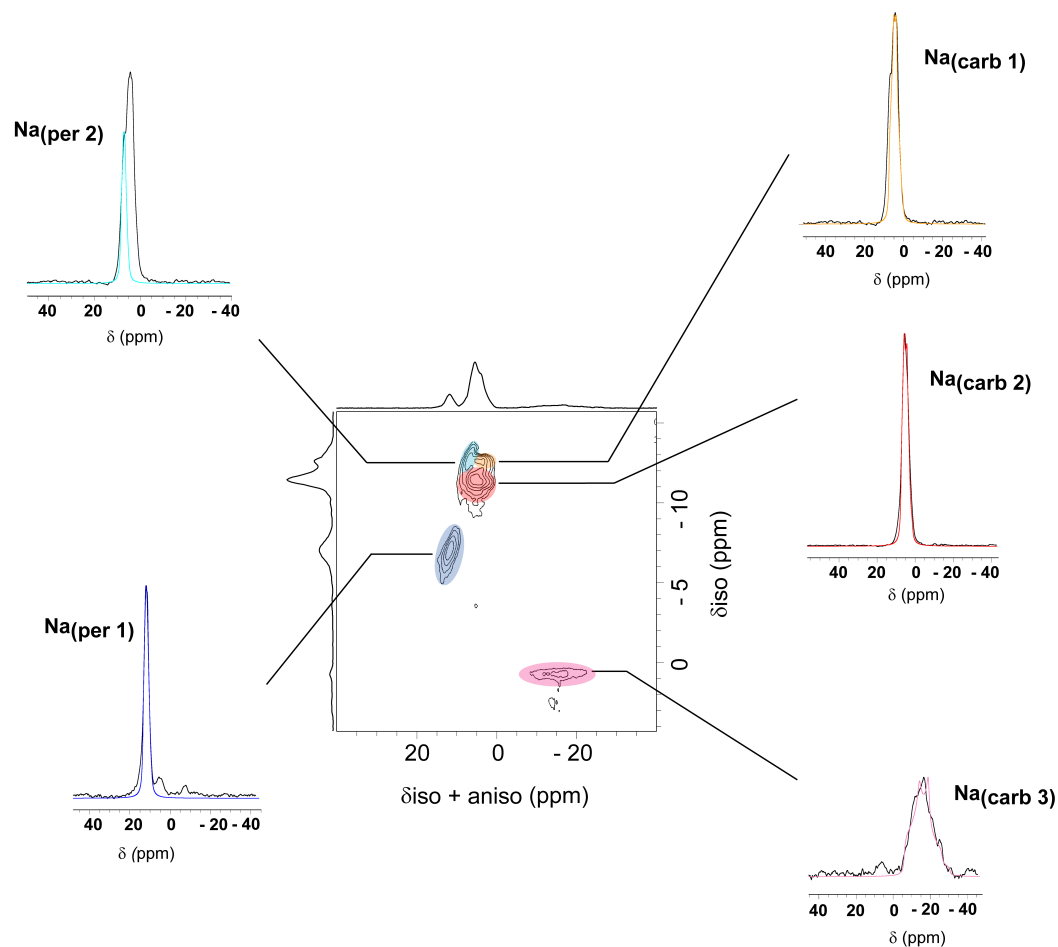 Na(carb 1)
40 20 0 - 20 - 40
δ (ppm)
Na(per 2)
40 20 0 - 20 - 40
δ (ppm)
Na(carb 2)
40 20 0 - 20 - 40
δ (ppm)
- 10
- 5
0
δiso (ppm)
20 0 - 20
δiso + aniso (ppm)
Na(per 1)
40 20 0 - 20 - 40
δ (ppm)
Na(carb 3)
40 20 0 - 20 - 40
δ (ppm)